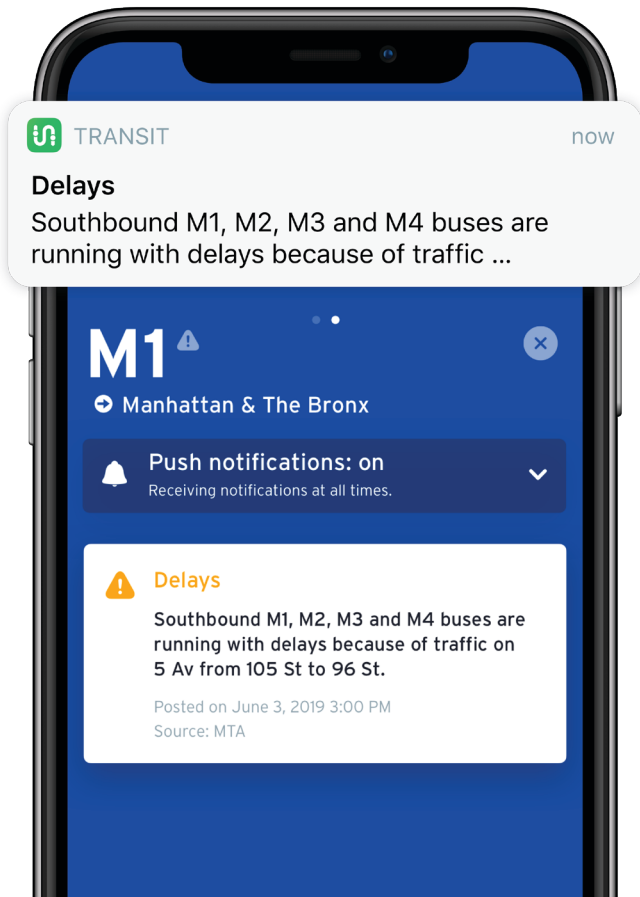 TRANSIT now
Delays
Southbound M1, M2, M3 and M4 buses are
running with delays because of traffic ...
M1
Manhattan & The Bronx
Push notifications: on
Receiving notifications at all times.
Delays
Southbound M1, M2, M3 and M4 buses are
running with delays because of traffic on
5 Av from 105 St to 96 St.
Posted on June 3, 2019 3:00 PM
Source: MTA